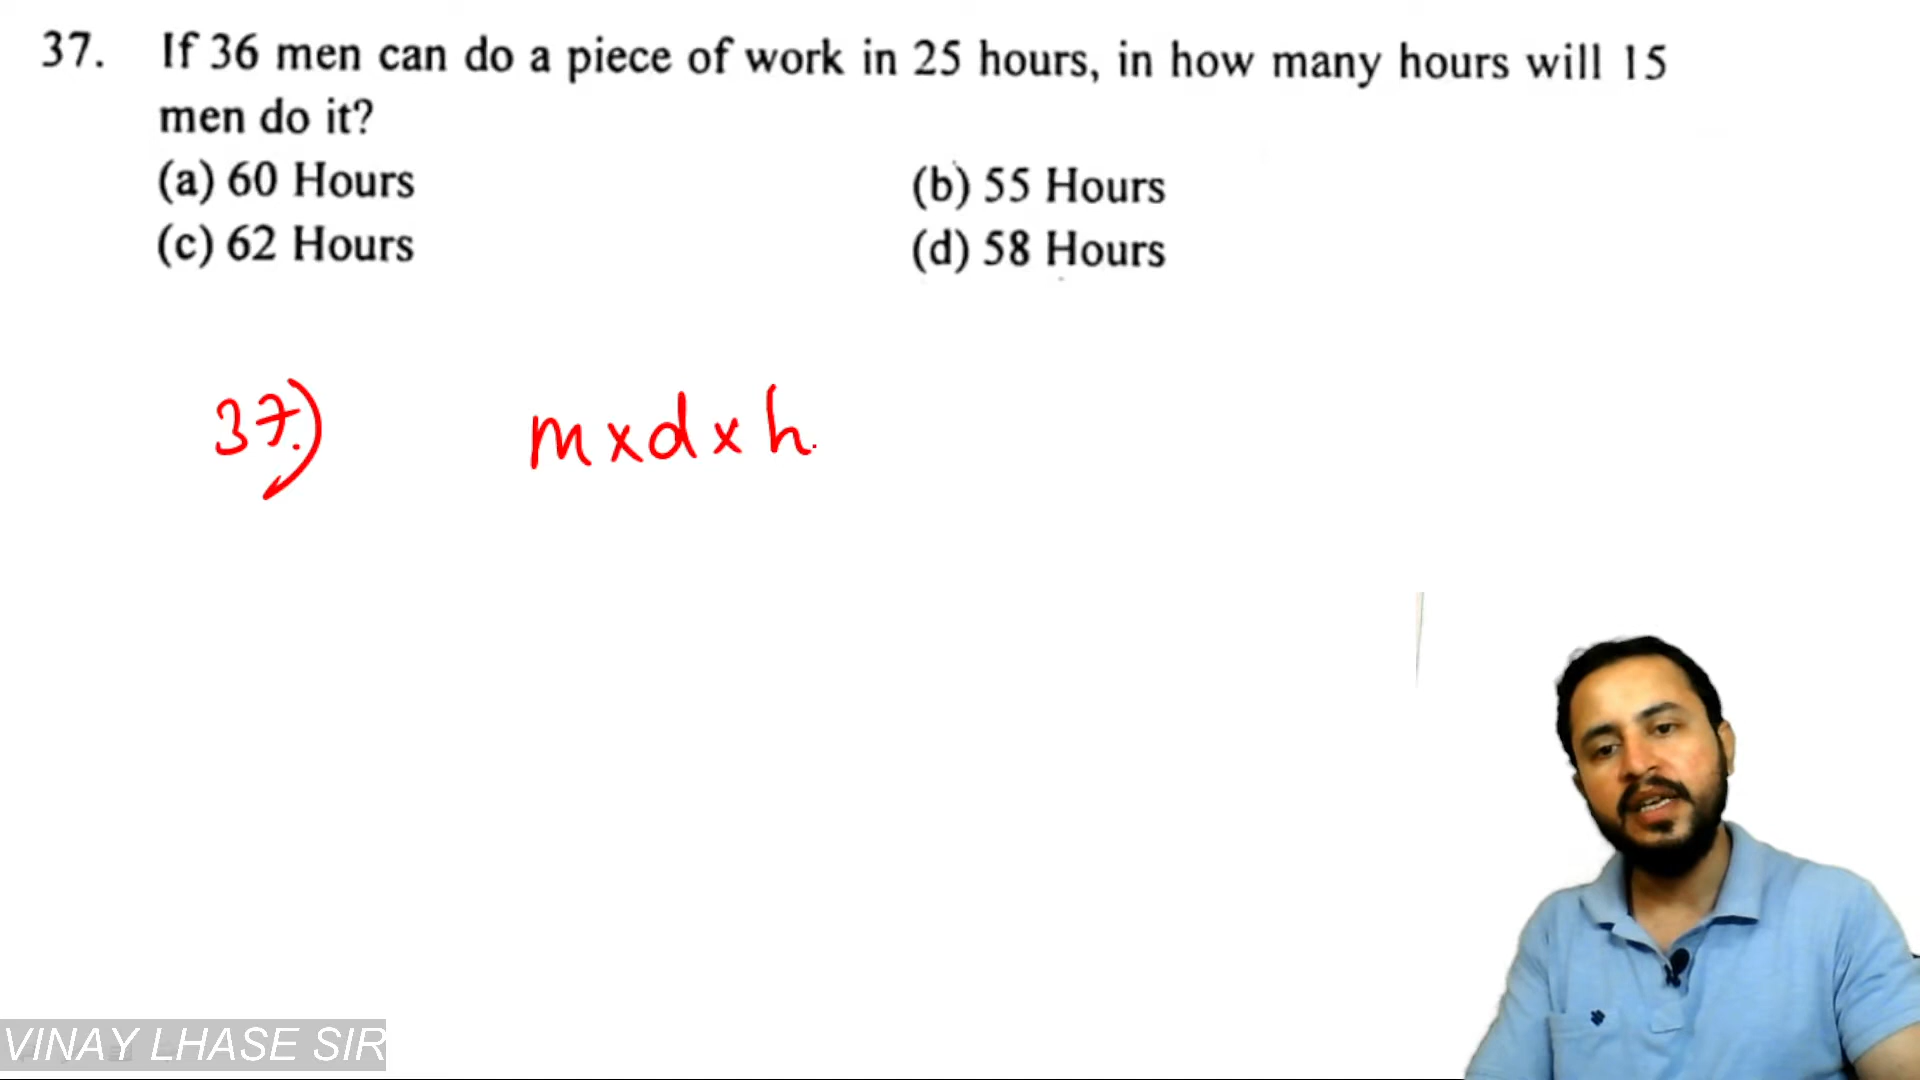 37. If 36 men can do a piece of work in 25 hours, in how many hours will 15
men do it?
(a) 60 Hours (b) 55 Hours
(c) 62 Hours (d) 58 Hours
37.) m x d x h
VINAY LHASE SIR